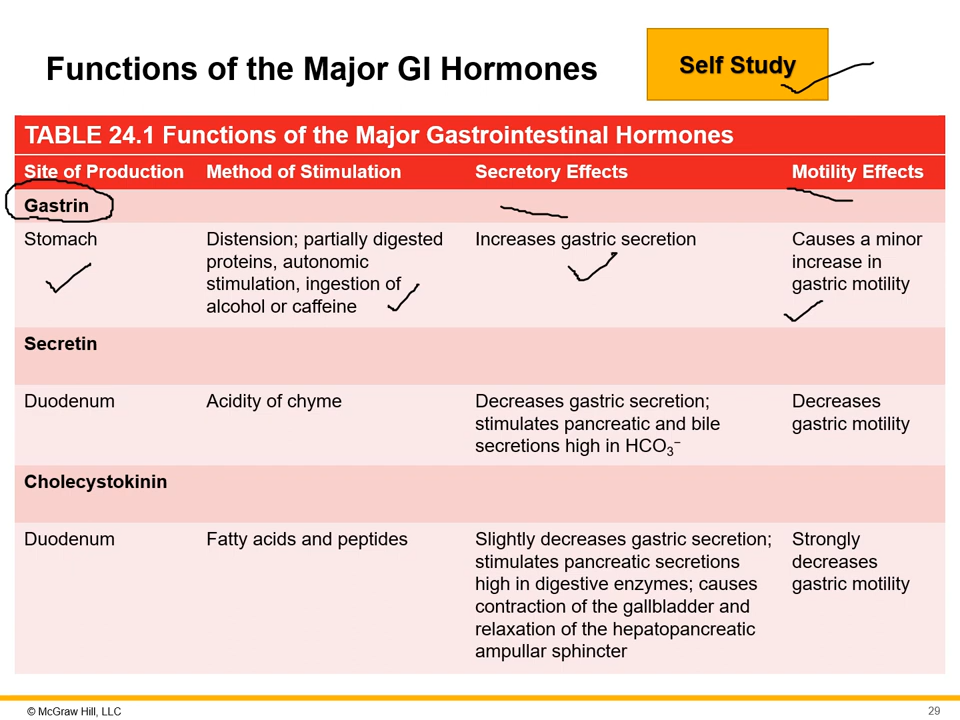 Functions of the Major GI Hormones
Self Study
TABLE 24.1 Functions of the Major Gastrointestinal Hormones
Site of Production Method of Stimulation Secretory Effects Motility Effects
Gastrin
Stomach Distension; partially digested Increases gastric secretion Causes a minor
proteins, autonomic increase in
stimulation, ingestion of gastric motility
alcohol or caffeine
Secretin
Duodenum Acidity of chyme Decreases gastric secretion; Decreases
stimulates pancreatic and bile gastric motility
secretions high in HCO₃⁻
Cholecystokinin
Duodenum Fatty acids and peptides Slightly decreases gastric secretion; Strongly
stimulates pancreatic secretions decreases
high in digestive enzymes; causes gastric motility
contraction of the gallbladder and
relaxation of the hepatopancreatic
ampullar sphincter
© McGraw Hill, LLC 29